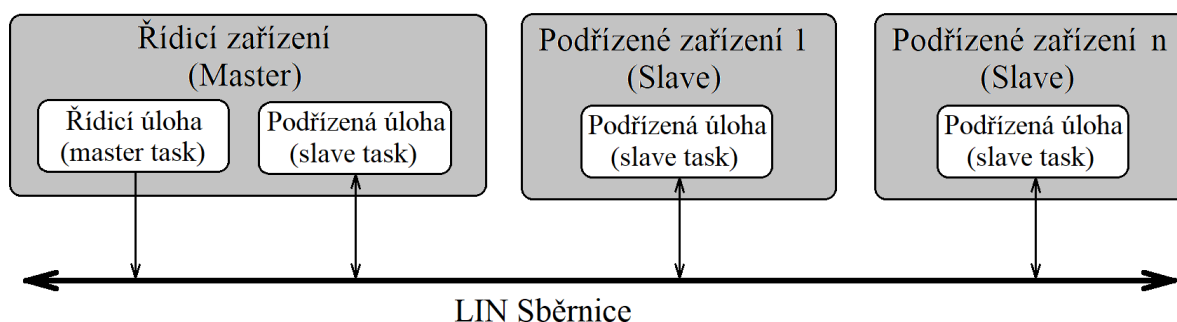 Řídicí zařízení
(Master)
Řídicí úloha
(master task)
Podřízená úloha
(slave task)
Podřízené zařízení 1
(Slave)
Podřízená úloha
(slave task)
Podřízené zařízení n
(Slave)
Podřízená úloha
(slave task)
LIN Sběrnice